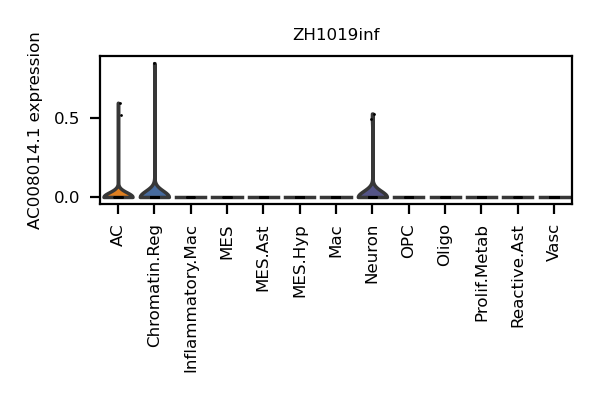 ZH1019inf
AC008014.1 expression
0.5
0.0
AC
Chromatin.Reg
Inflammatory.Mac
MES
MES.Ast
MES.Hyp
Mac
Neuron
OPC
Oligo
Prolif.Metab
Reactive.Ast
Vasc